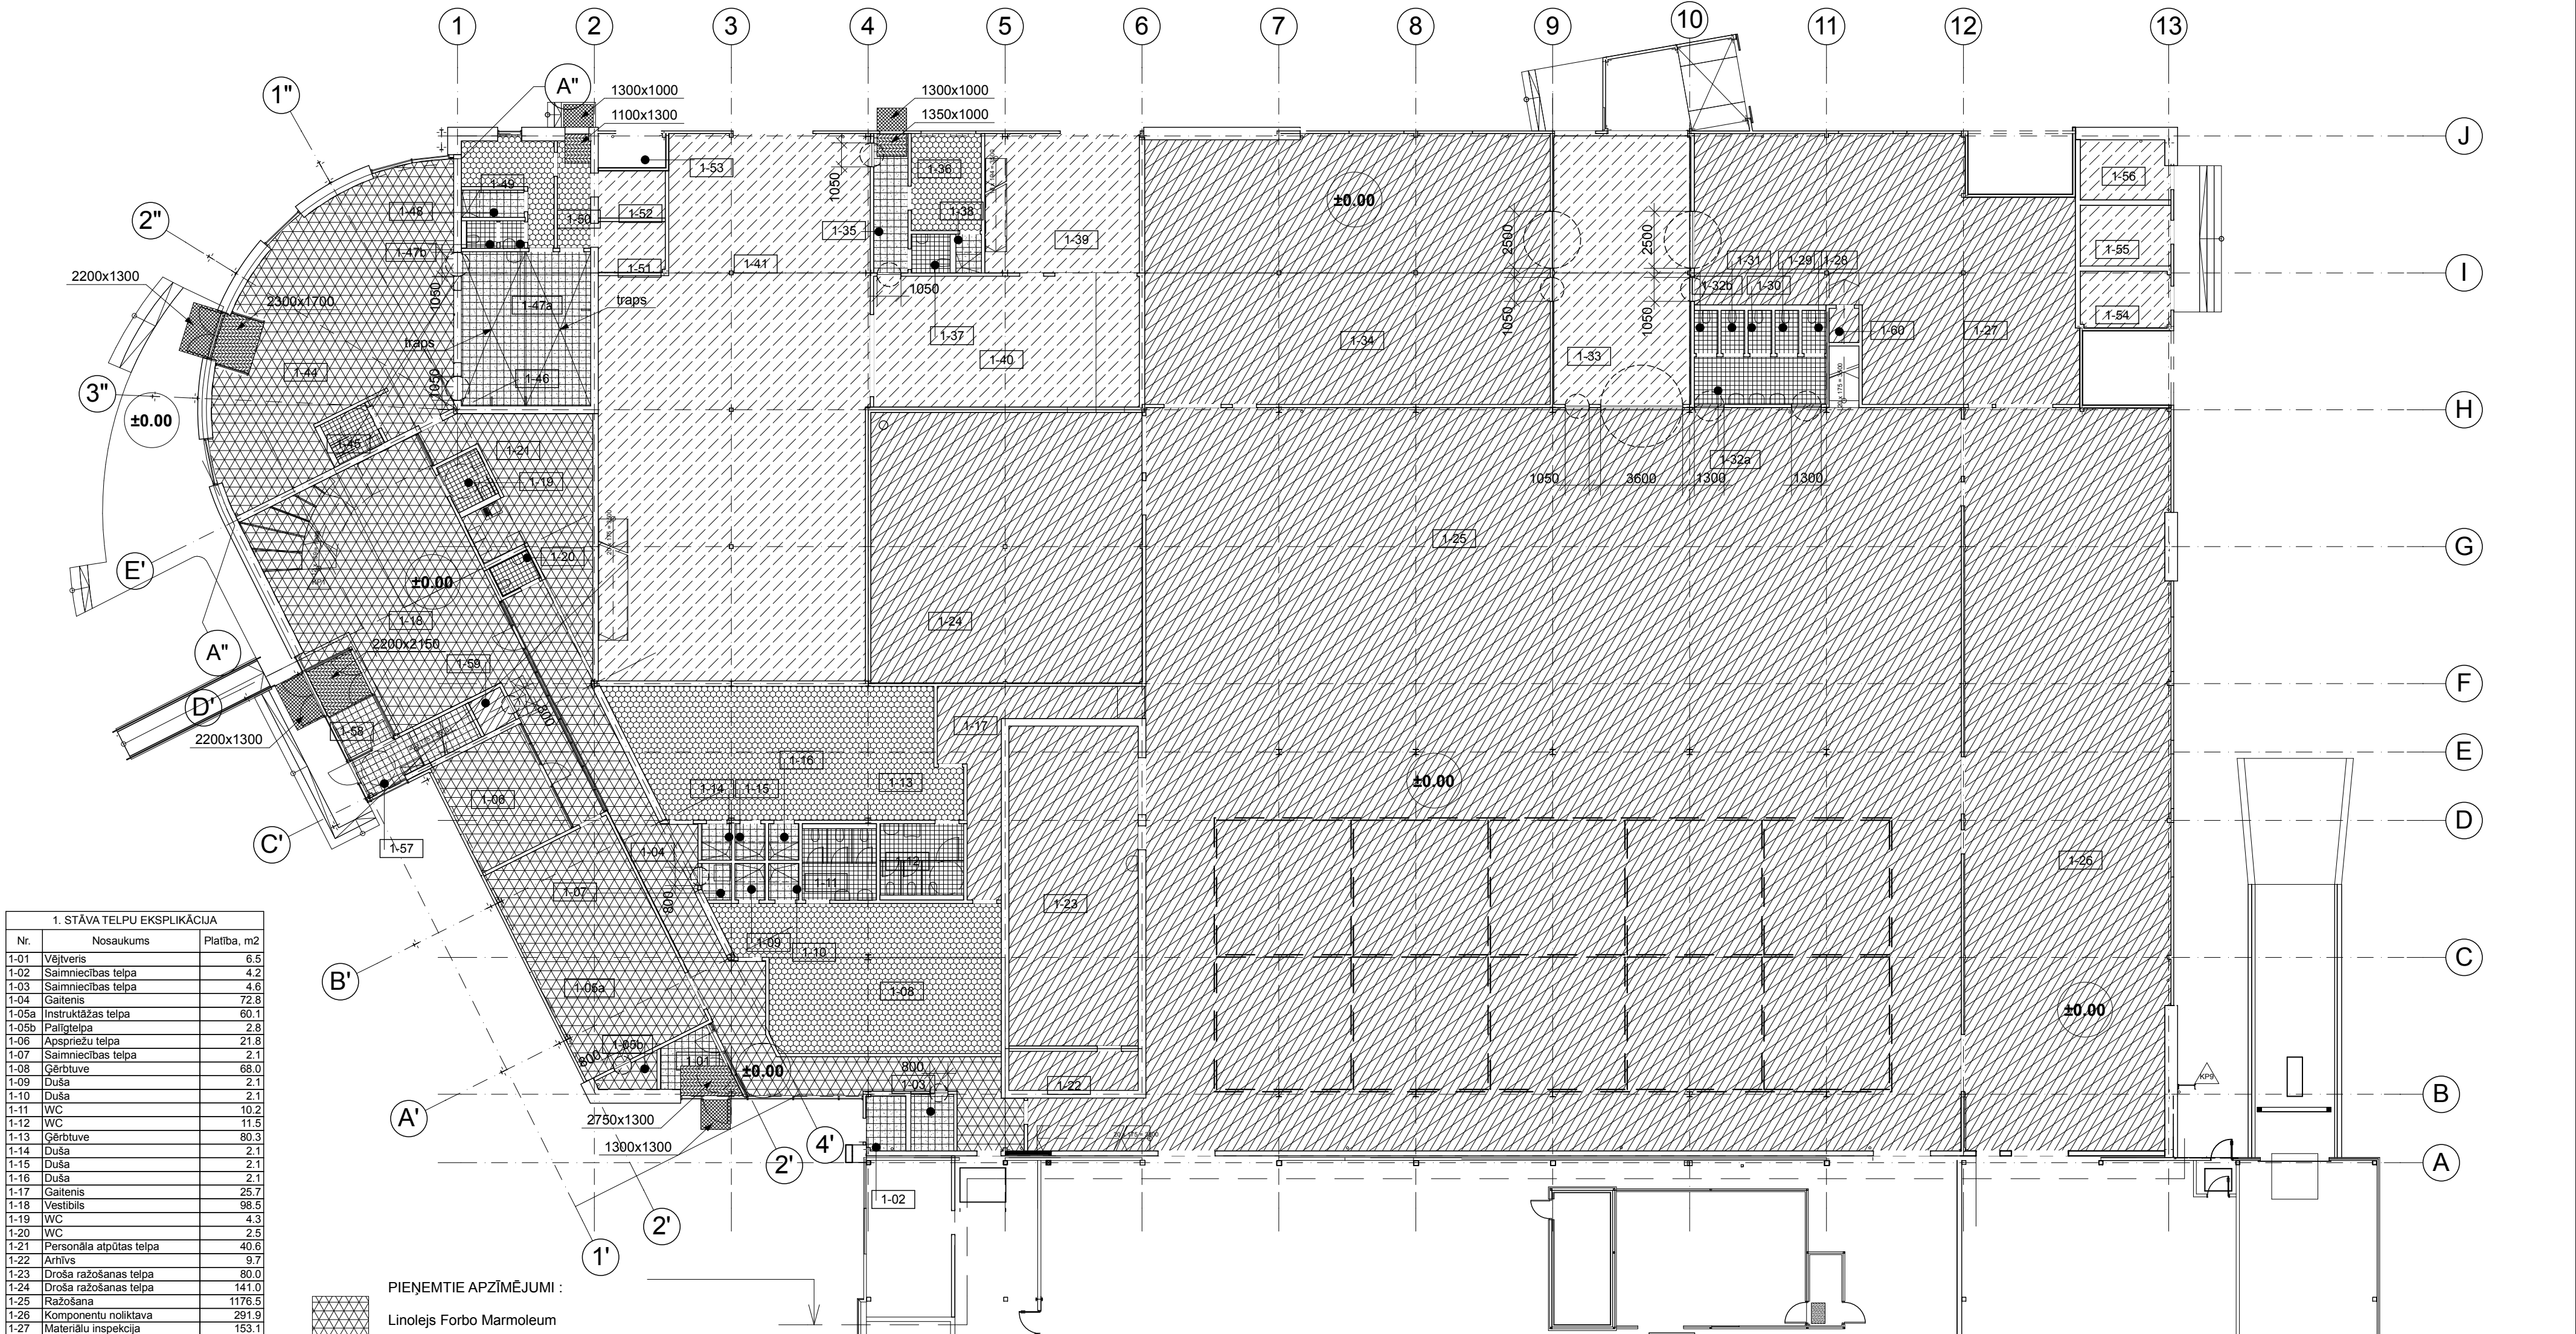 1 2 3 4 5 6 7 8 9 10 11 12 13
1" A" 1300x1000 1300x1000
1100x1300 1350x1000
J
1-53 1-36 1-56
1-49 1050
2" 1-48 1-50 1-52 1-38 ±0.00
1-35 1-39 2500 2500
1-47b 1-51 1-41 1-31 1-29 1-28 1-55
I
2200x1300 2300x1700 1050 1-47a traps 1050 1-32b 1-30
1050 1050 1-54
traps 1-37 1-34 1-60 1-27
1-40 1-33
3" 1-44 1050 1-46
H
±0.00
1-45 1-21 1-32a
1-19 1050 3600 1300 1300
1-25
G
E' 1-20
±0.00
KP1
1-18 1-24
A" 2200x2150
1-59
F
D' 800
1-58 1-17
2200x1300
E
1-16
1-14 1-15 1-13 ±0.00
1-06
D
C' 1-57 1-04 1-12 1-26
1-07 1-11
800 1-23
1-09
1-10
C
B' 1-05a 1-08
±0.00
1-05b
800 1-01 ±0.00 800
1-03 1-22 KP9
B
A' 2750x1300
4'
1300x1300
2'
A
1-02
2'
1'
1. STĀVA TELPU EKSPLIKĀCIJA
Nr. Nosaukums Platība, m2
1-01 Vējtveris 6.5
1-02 Saimniecības telpa 4.2
1-03 Saimniecības telpa 4.6
1-04 Gaitenis 72.8
1-05a Instruktāžas telpa 60.1
1-05b Palīgtelpa 2.8
1-06 Apspriežu telpa 21.8
1-07 Saimniecības telpa 2.1
1-08 Ģērbtuve 68.0
1-09 Duša 2.1
1-10 Duša 2.1
1-11 WC 10.2
1-12 WC 11.5
1-13 Ģērbtuve 80.3
1-14 Duša 2.1
1-15 Duša 2.1
1-16 Duša 2.1
1-17 Gaitenis 25.7
1-18 Vestibils 98.5
1-19 WC 4.3
1-20 WC 2.5
1-21 Personāla atpūtas telpa 40.6
1-22 Arhīvs 9.7
1-23 Droša ražošanas telpa 80.0
1-24 Droša ražošanas telpa 141.0
1-25 Ražošana 1176.5
1-26 Komponentu noliktava 291.9
1-27 Materiālu inspekcija 153.1
PIEŅEMTIE APZĪMĒJUMI :
Linolejs Forbo Marmoleum